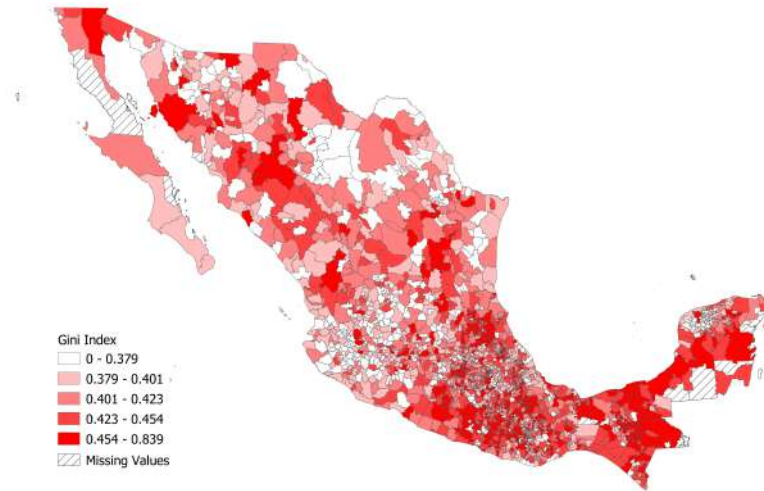 Gini Index
0 - 0.379
0.379 - 0.401
0.401 - 0.423
0.423 - 0.454
0.454 - 0.839
Missing Values